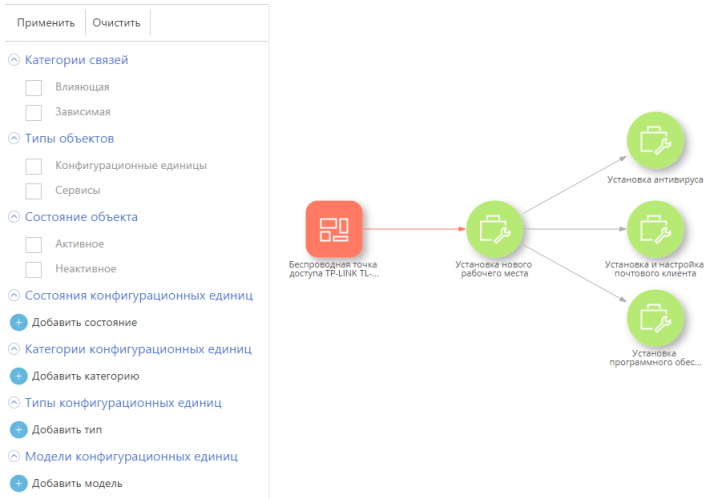 Применить
Очистить
Категории связей
Влияющая
Зависимая
Типы объектов
Конфигурационные единицы
Сервисы
Состояние объекта
Активное
Неактивное
Состояния конфигурационных единиц
Добавить состояние
Категории конфигурационных единиц
Добавить категорию
Типы конфигурационных единиц
Добавить тип
Модели конфигурационных единиц
Добавить модель
Беспроводная точка
доступа TP-LINK TL-...
Установка нового
рабочего места
Установка антивируса
Установка и настройка
почтового клиента
Установка
программного обес...